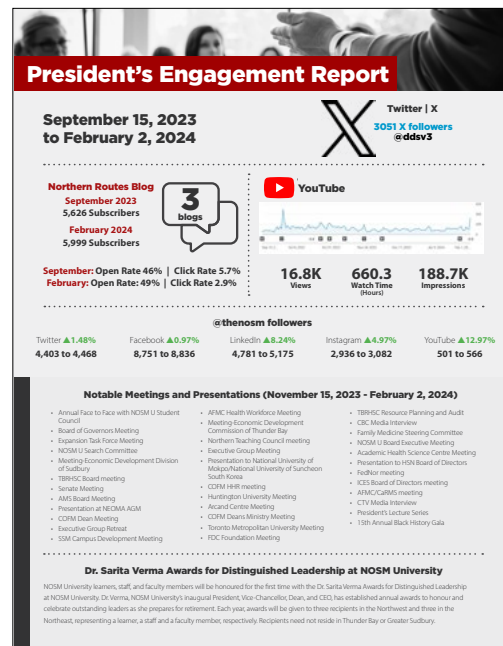 President's Engagement Report
September 15, 2023
to February 2, 2024
Twitter | X
3051 X followers
@ddsv3
Northern Routes Blog
September 2023
5,626 Subscribers
February 2024
5,999 Subscribers
3
blogs
September: Open Rate 46% | Click Rate 5.7%
February: Open Rate: 49% | Click Rate 2.9%
YouTube
16.8K
Views
660.3
Watch Time
(Hours)
188.7K
Impressions
@thenosm followers
Twitter ▲1.48%
4,403 to 4,468
Facebook ▲0.97%
8,751 to 8,836
LinkedIn ▲8.24%
4,781 to 5,175
Instagram ▲4.97%
2,936 to 3,082
YouTube ▲12.97%
501 to 566
Notable Meetings and Presentations (November 15, 2023 - February 2, 2024)
• Annual Face to Face with NOSM U Student
Council
• Board of Governors Meeting
• Expansion Task Force Meeting
• NOSM U Search Committee
• Meeting-Economic Development Division
of Sudbury
• TBRHSC Board meeting
• Senate Meeting
• AMS Board Meeting
• Presentation at NEOMA AGM
• COFM Dean Meeting
• Executive Group Retreat
• SSM Campus Development Meeting
• AFMC Health Workforce Meeting
• Meeting-Economic Development
Commission of Thunder Bay
• Northern Teaching Council meeting
• Executive Group Meeting
• Presentation to National University of
Mokpo/National University of Suncheon
South Korea
• COFM HHR meeting
• Huntington University Meeting
• Arcand Centre Meeting
• COFM Deans Ministry Meeting
• Toronto Metropolitan University Meeting
• FDC Foundation Meeting
• TBRHSC Resource Planning and Audit
• CBC Media Interview
• Family Medicine Steering Committee
• NOSM U Board Executive Meeting
• Academic Health Science Centre Meeting
• Presentation to HSN Board of Directors
• FedNor meeting
• ICES Board of Directors meeting
• AFMC/CaRMS meeting
• CTV Media Interview
• President's Lecture Series
• 15th Annual Black History Gala
Dr. Sarita Verma Awards for Distinguished Leadership at NOSM University
NOSM University learners, staff, and faculty members will be honoured for the first time with the Dr. Sarita Verma Awards for Distinguished Leadership
at NOSM University. Dr. Verma, NOSM University's inaugural President, Vice-Chancellor, Dean, and CEO, has established annual awards to honour and
celebrate outstanding leaders as she prepares for retirement. Each year, awards will be given to three recipients in the Northwest and three in the
Northeast, representing a learner, a staff and a faculty member, respectively. Recipients need not reside in Thunder Bay or Greater Sudbury.